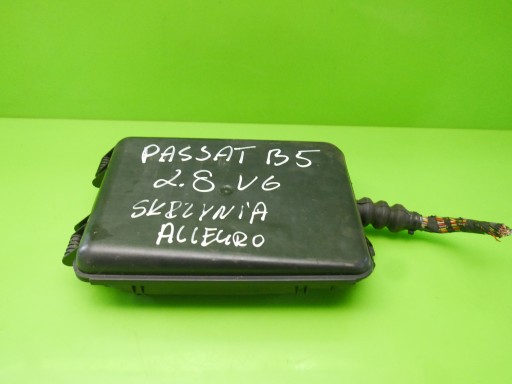 PASSAT B5
2.8 V6
SKRZYNIA
ALLEGRO